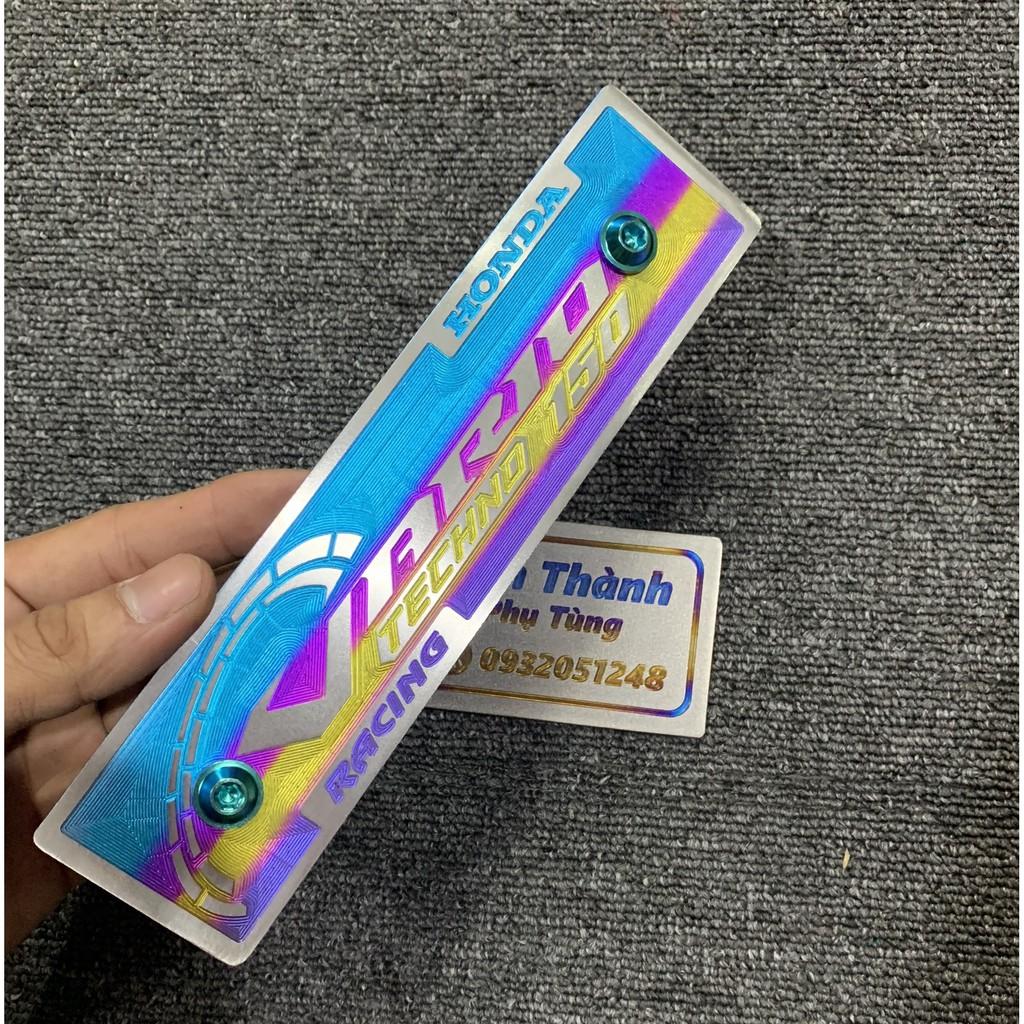 HONDA
VARIO
TECHNO 150
RACING
Thành
Phụ Tùng
0932051248